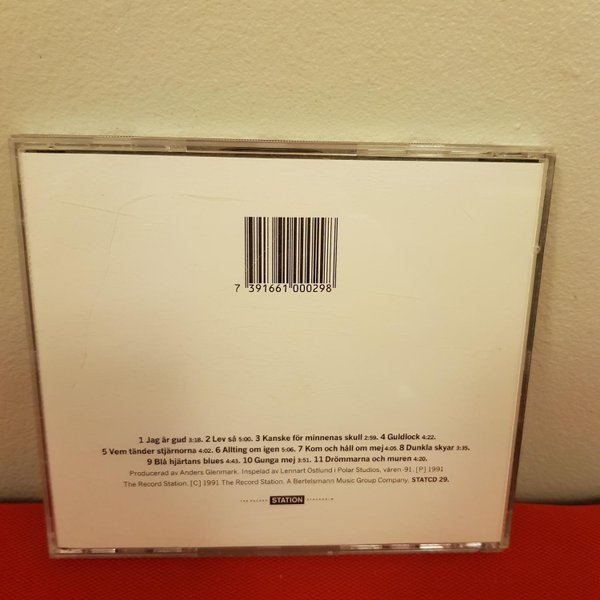 7 391661 000298
1 Jag är gud 3:18. 2 Lev så 5:00. 3 Kanske för minnenas skull 2:59. 4 Guldlock 4:22.
5 Vem tänder stjärnorna 4:02. 6 Allting om igen 5:06. 7 Kom och håll om mej 4:05. 8 Dunkla skyar 3:35.
9 Blå hjärtans blues 4:43. 10 Gunga mej 3:51. 11 Drömmarna och muren 4:20.
Producerad av Anders Glenmark. Inspelad av Lennart Östlund i Polar Studios, våren -91. [P] 1991
The Record Station. [C] 1991 The Record Station. A Bertelsmann Music Group Company. STATCD 29.
THE RECORD STATION STOCKHOLM